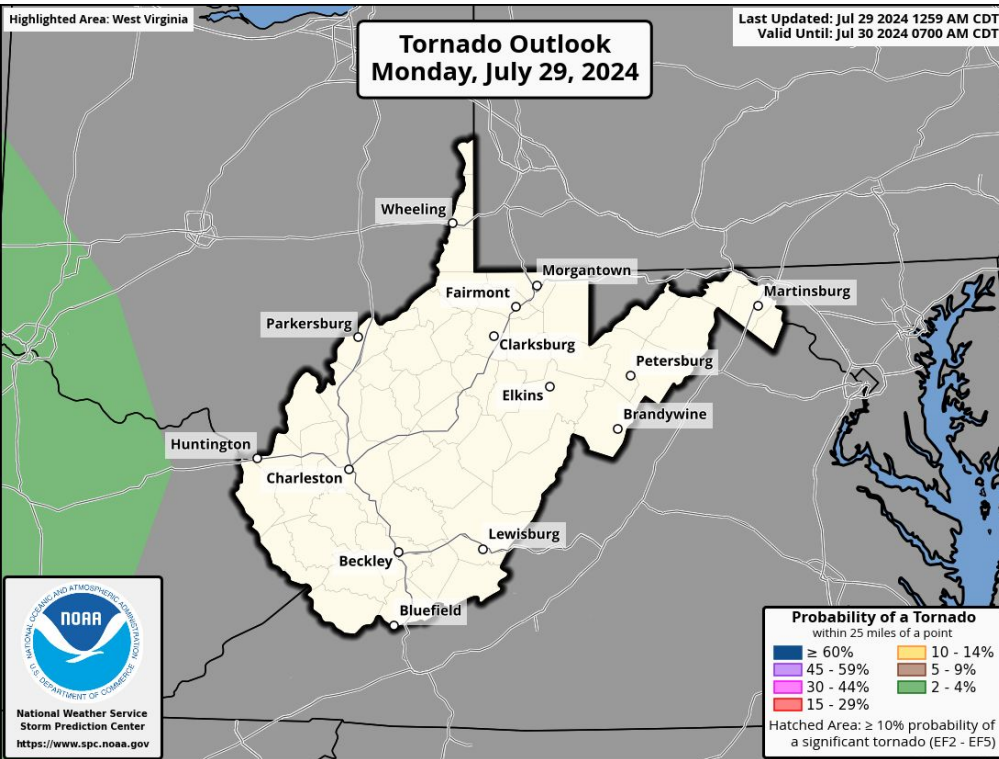 Highlighted Area: West Virginia
Last Updated: Jul 29 2024 1259 AM CDT
Valid Until: Jul 30 2024 0700 AM CDT
Tornado Outlook
Monday, July 29, 2024
Wheeling
Morgantown
Fairmont
Martinsburg
Parkersburg
Clarksburg
Petersburg
Elkins
Brandywine
Huntington
Charleston
Lewisburg
Beckley
Bluefield
NATIONAL OCEANIC AND ATMOSPHERIC ADMINISTRATION
NOAA
U.S. DEPARTMENT OF COMMERCE
National Weather Service
Storm Prediction Center
https://www.spc.noaa.gov
Probability of a Tornado
within 25 miles of a point
≥ 60% 10 - 14%
45 - 59% 5 - 9%
30 - 44% 2 - 4%
15 - 29%
Hatched Area: ≥ 10% probability of
a significant tornado (EF2 - EF5)